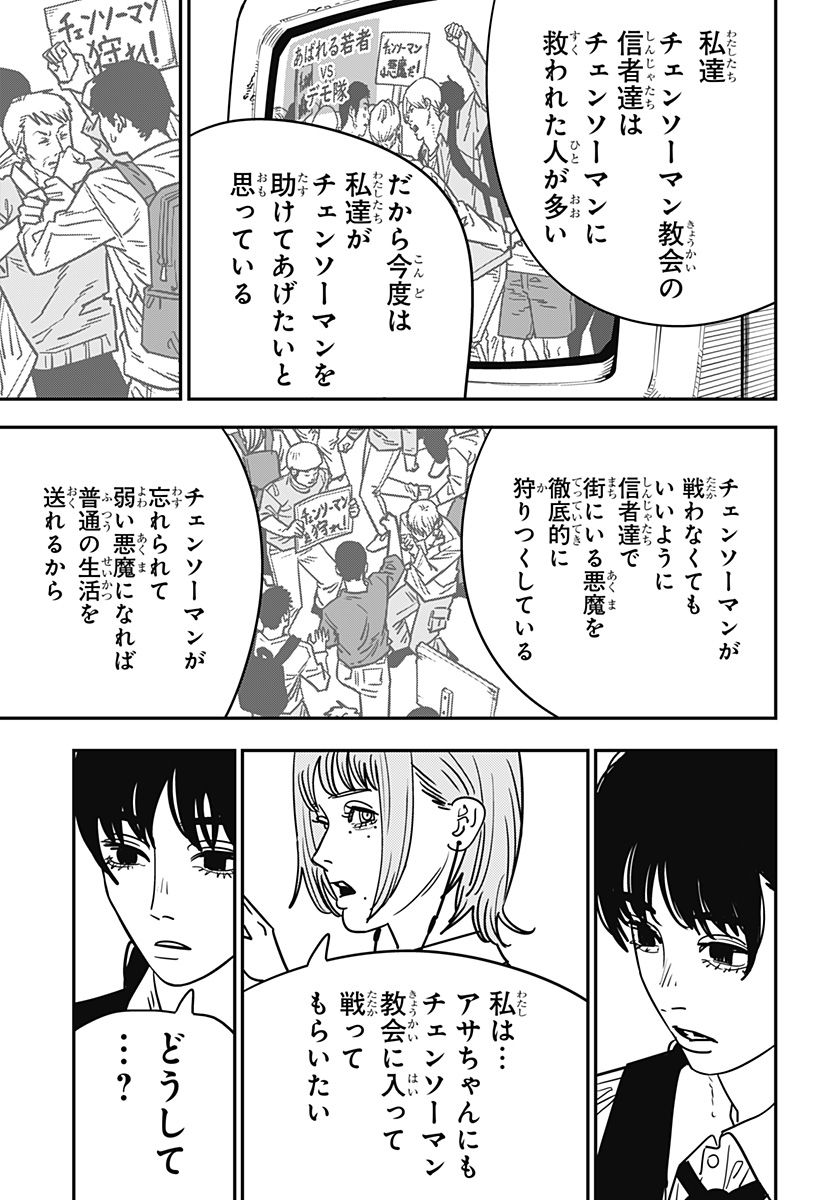 私達
チェンソーマン教会の
信者達は
チェンソーマンに
救われた人が多い
あばれる若者
VS
デモ隊
チェンソーマン
悪魔だ!
だから今度は
私達が
チェンソーマンを
助けてあげたいと
思っている
チェンソーマン
狩れ!
チェンソーマンが
戦わなくても
いいように
信者達で
街にいる悪魔を
徹底的に
狩りつくしている
チェンソーマン
狩れ!
チェンソーマンが
忘れられて
弱い悪魔になれば
普通の生活を
送れるから
私は…
アサちゃんにも
チェンソーマン
教会に入って
戦って
もらいたい
どうして
…?